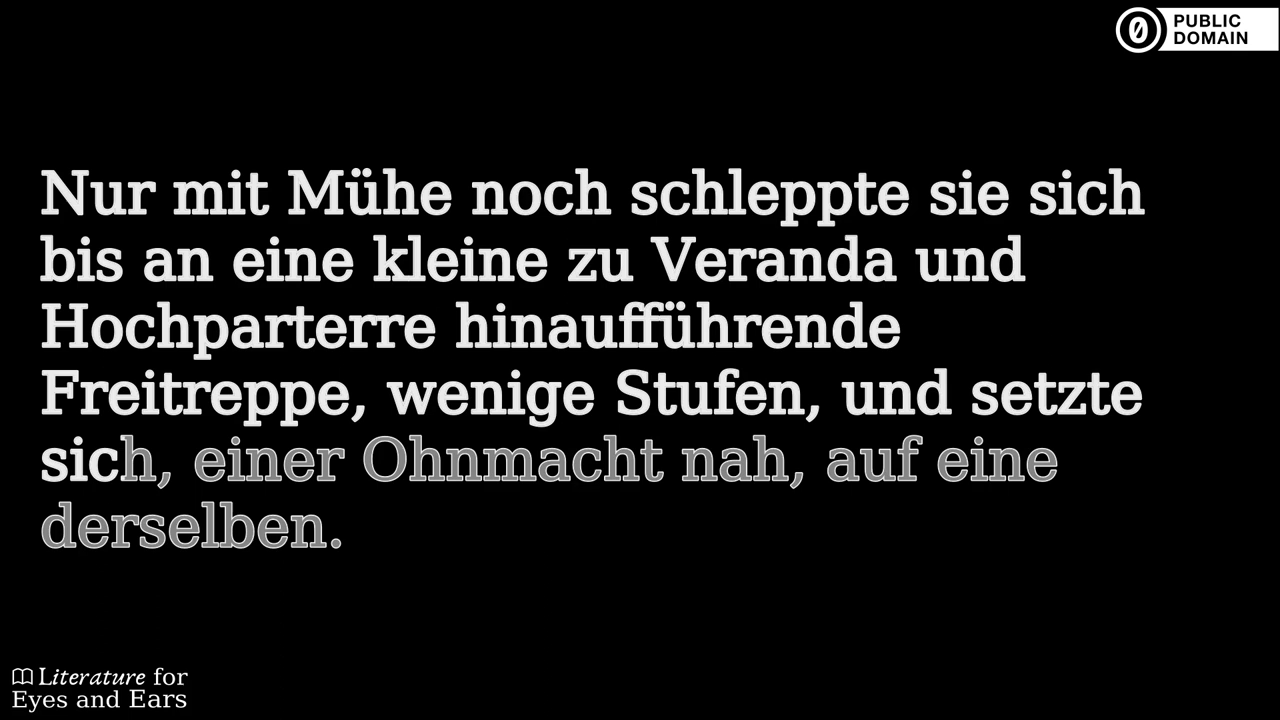 PUBLIC
DOMAIN
Nur mit Mühe noch schleppte sie sich
bis an eine kleine zu Veranda und
Hochparterre hinaufführende
Freitreppe, wenige Stufen, und setzte
sich, einer Ohnmacht nah, auf eine
derselben.
Literature for
Eyes and Ears